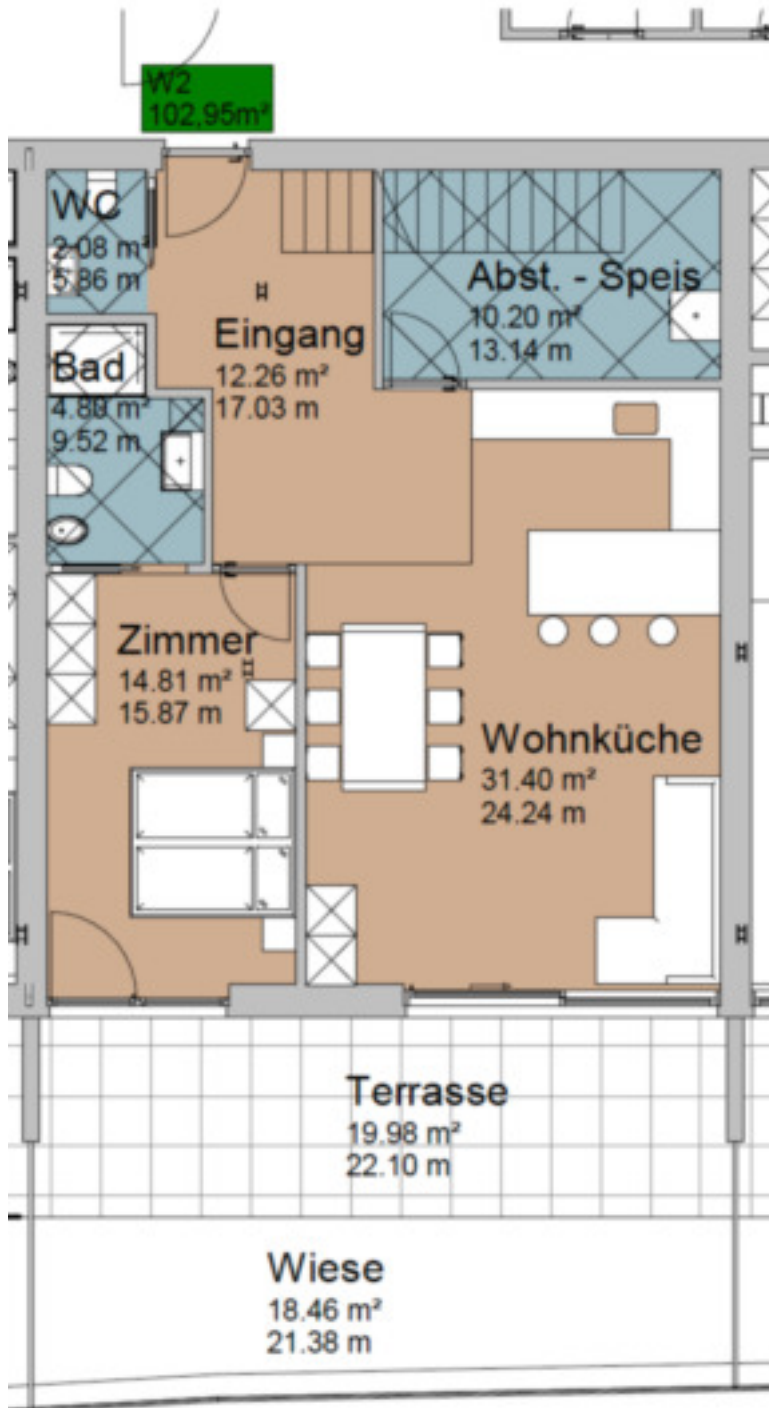 W2
102,95m²
WC
2.08 m²
5.86 m
Abst. - Speis
10.20 m²
13.14 m
Eingang
12.26 m²
17.03 m
Bad
4.80 m²
9.52 m
Zimmer
14.81 m²
15.87 m
Wohnküche
31.40 m²
24.24 m
Terrasse
19.98 m²
22.10 m
Wiese
18.46 m²
21.38 m